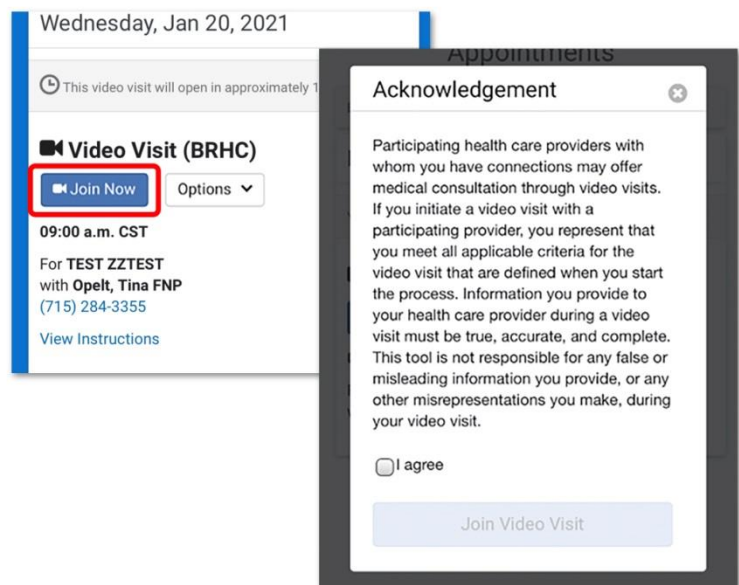 Wednesday, Jan 20, 2021
This video visit will open in approximately 1
Video Visit (BRHC)
Join Now
Options
09:00 a.m. CST
For TEST ZZTEST
with Opelt, Tina FNP
(715) 284-3355
View Instructions
Appointments
Acknowledgement
Participating health care providers with
whom you have connections may offer
medical consultation through video visits.
If you initiate a video visit with a
participating provider, you represent that
you meet all applicable criteria for the
video visit that are defined when you start
the process. Information you provide to
your health care provider during a video
visit must be true, accurate, and complete.
This tool is not responsible for any false or
misleading information you provide, or any
other misrepresentations you make, during
your video visit.
I agree
Join Video Visit